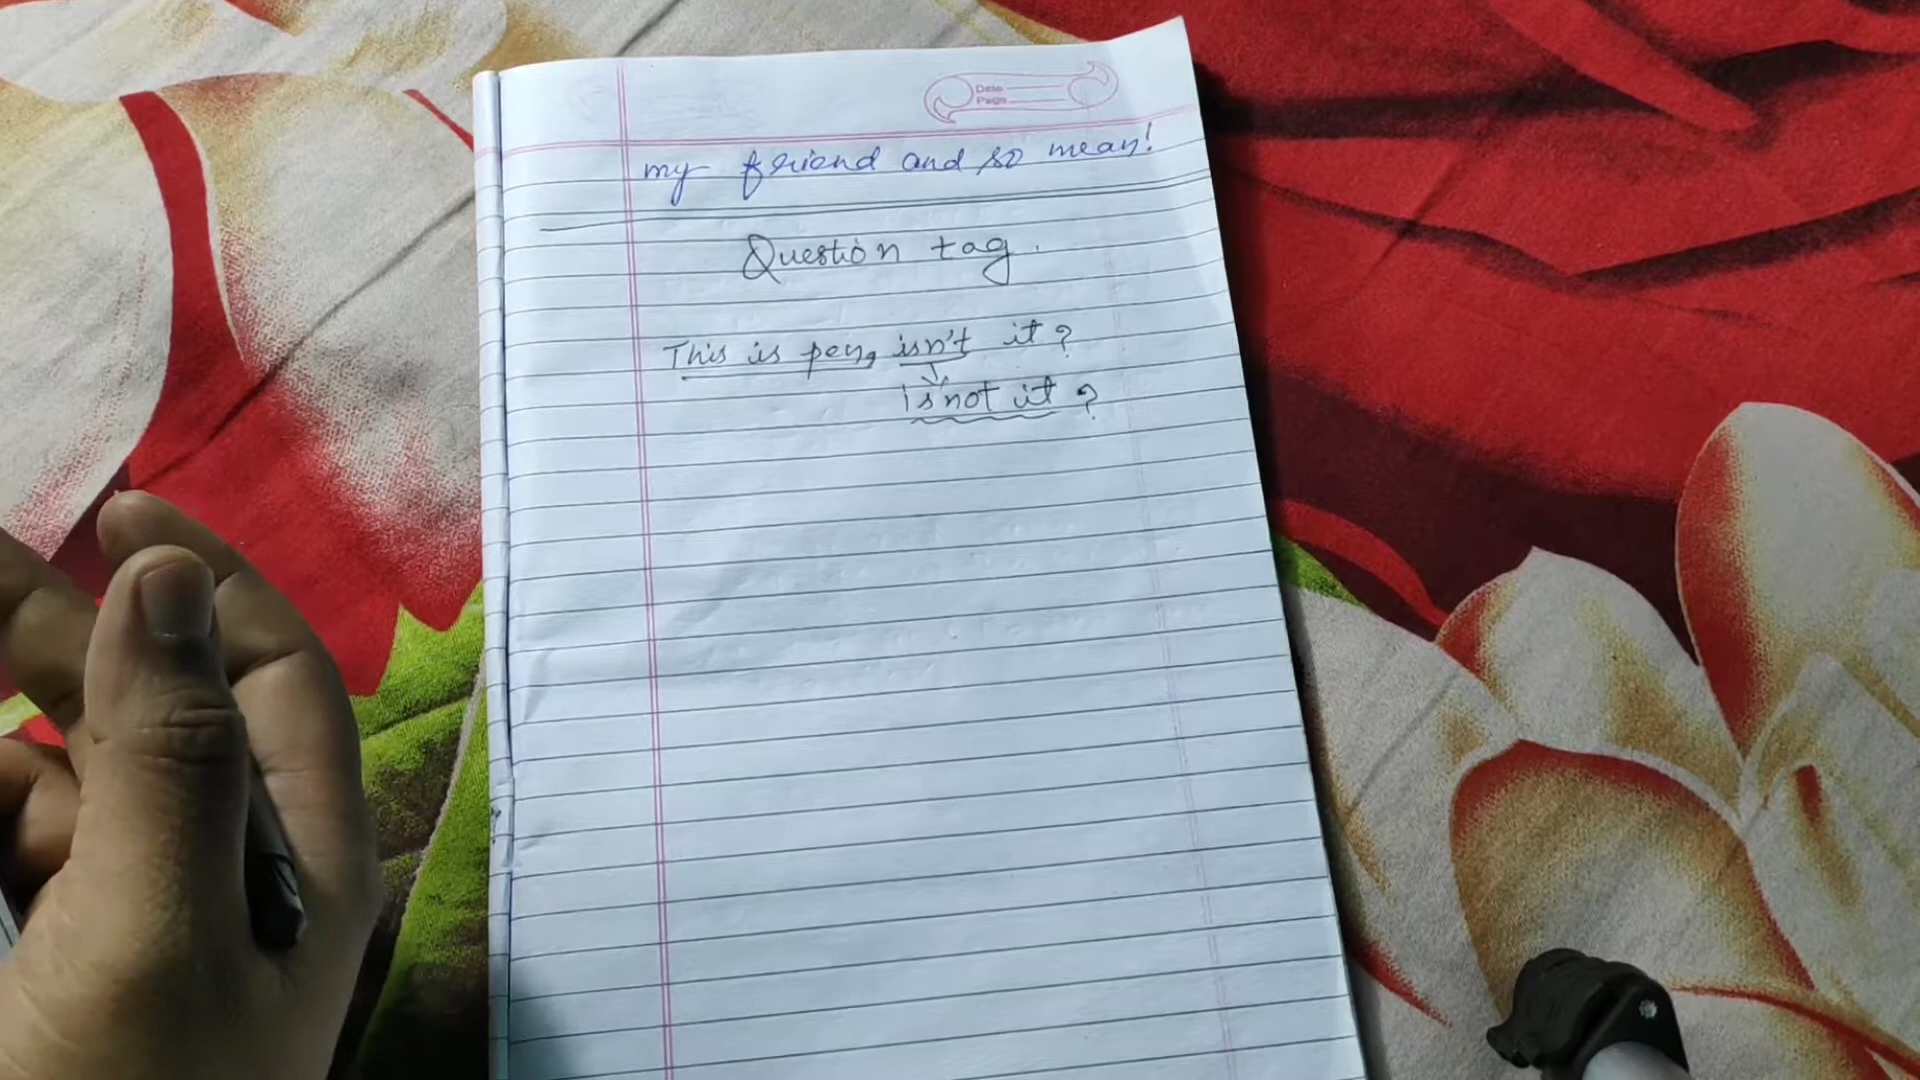 Date
Page
my friend and so mean!
Question tag.
This is pen, isn't it?
is not it?